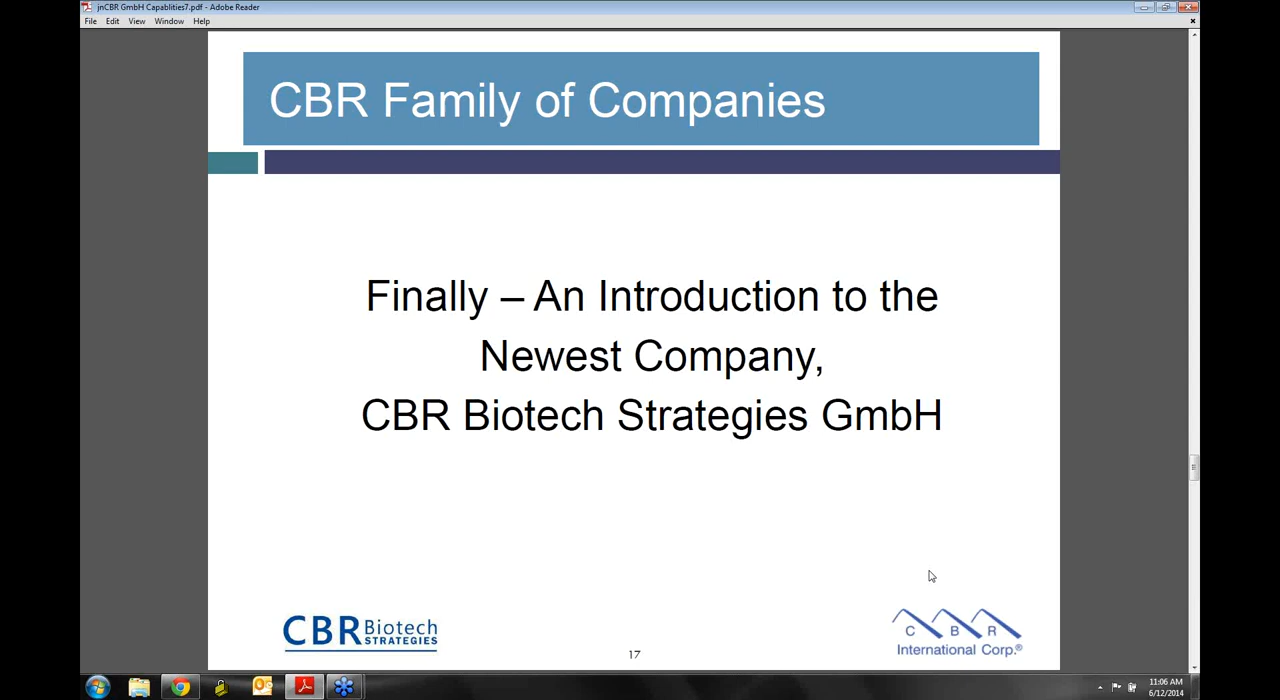 jnCBR GmbH Capablities7.pdf - Adobe Reader
File Edit View Window Help
CBR Family of Companies
Finally – An Introduction to the
Newest Company,
CBR Biotech Strategies GmbH
CBR Biotech
STRATEGIES
17
C B R
International Corp.®
11:06 AM
6/12/2014